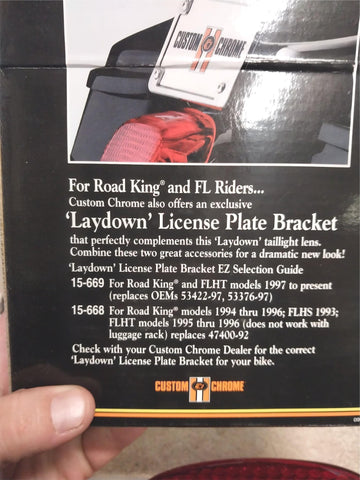 CUSTOM CHROME
For Road King® and FL Riders...
Custom Chrome also offers an exclusive
'Laydown' License Plate Bracket
that perfectly complements this 'Laydown' taillight lens.
Combine these two great accessories for a dramatic new look!
'Laydown' License Plate Bracket EZ Selection Guide
15-669 For Road King® and FLHT models 1997 to present
(replaces OEMs 53422-97, 53376-97)
15-668 For Road King® models 1994 thru 1996; FLHS 1993;
FLHT models 1995 thru 1996 (does not work with
luggage rack) replaces 47400-92
Check with your Custom Chrome Dealer for the correct
'Laydown' License Plate Bracket for your bike.
CUSTOM CHROME